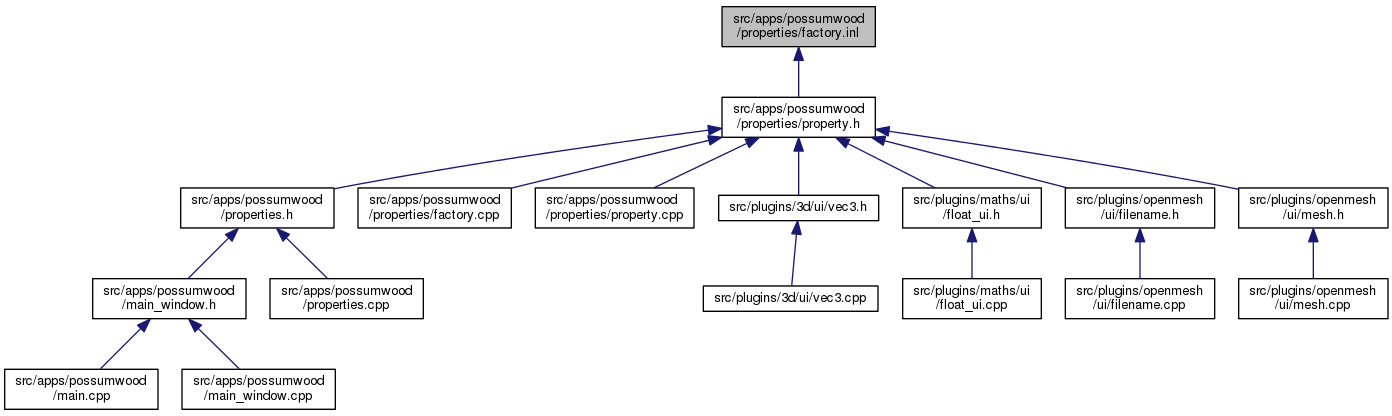 src/apps/possumwood
/properties/factory.inl
src/apps/possumwood
/properties/property.h
src/apps/possumwood
/properties.h
src/apps/possumwood
/properties/factory.cpp
src/apps/possumwood
/properties/property.cpp
src/plugins/3d/ui/vec3.h
src/plugins/maths/ui
/float_ui.h
src/plugins/openmesh
/ui/filename.h
src/plugins/openmesh
/ui/mesh.h
src/apps/possumwood
/main_window.h
src/apps/possumwood
/properties.cpp
src/plugins/3d/ui/vec3.cpp
src/plugins/maths/ui
/float_ui.cpp
src/plugins/openmesh
/ui/filename.cpp
src/plugins/openmesh
/ui/mesh.cpp
src/apps/possumwood
/main.cpp
src/apps/possumwood
/main_window.cpp